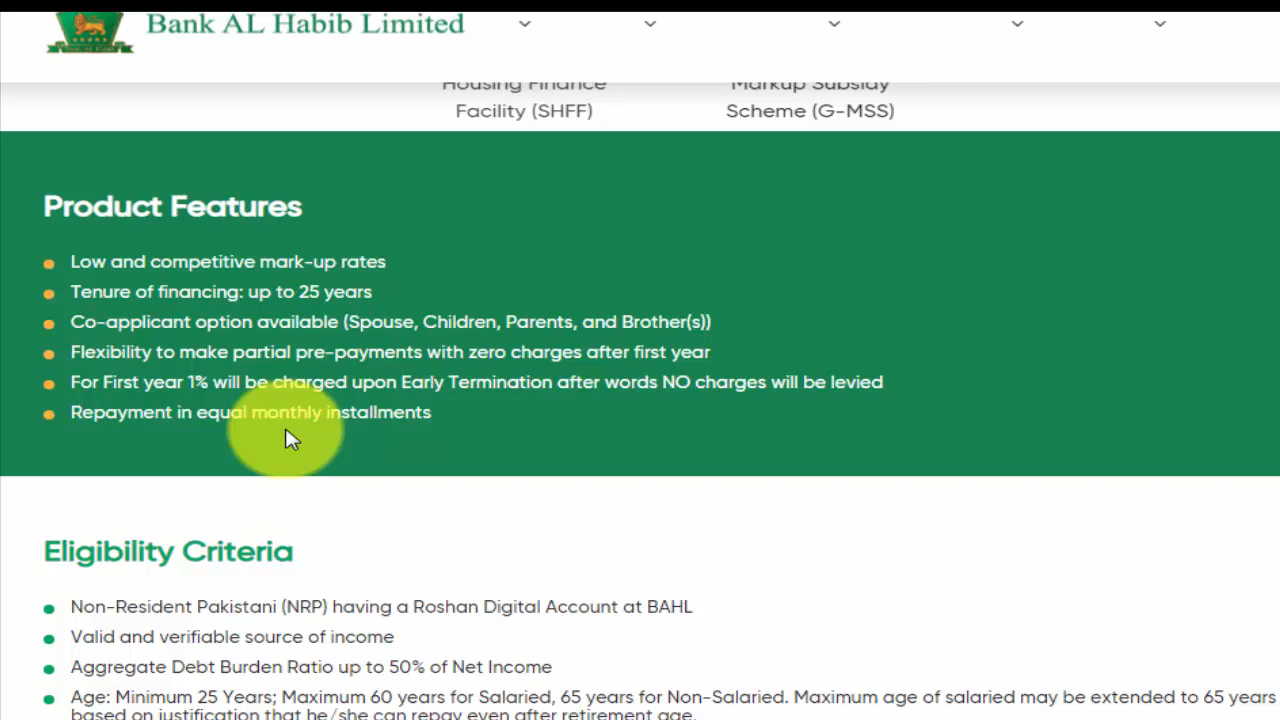 Bank AL Habib Limited
Housing Finance
Facility (SHFF)
Markup Subsidy
Scheme (G-MSS)
Product Features
Low and competitive mark-up rates
Tenure of financing: up to 25 years
Co-applicant option available (Spouse, Children, Parents, and Brother(s))
Flexibility to make partial pre-payments with zero charges after first year
For First year 1% will be charged upon Early Termination after words NO charges will be levied
Repayment in equal monthly installments
Eligibility Criteria
Non-Resident Pakistani (NRP) having a Roshan Digital Account at BAHL
Valid and verifiable source of income
Aggregate Debt Burden Ratio up to 50% of Net Income
Age: Minimum 25 Years; Maximum 60 years for Salaried, 65 years for Non-Salaried. Maximum age of salaried may be extended to 65 years
based on justification that he/she can repay even after retirement age.